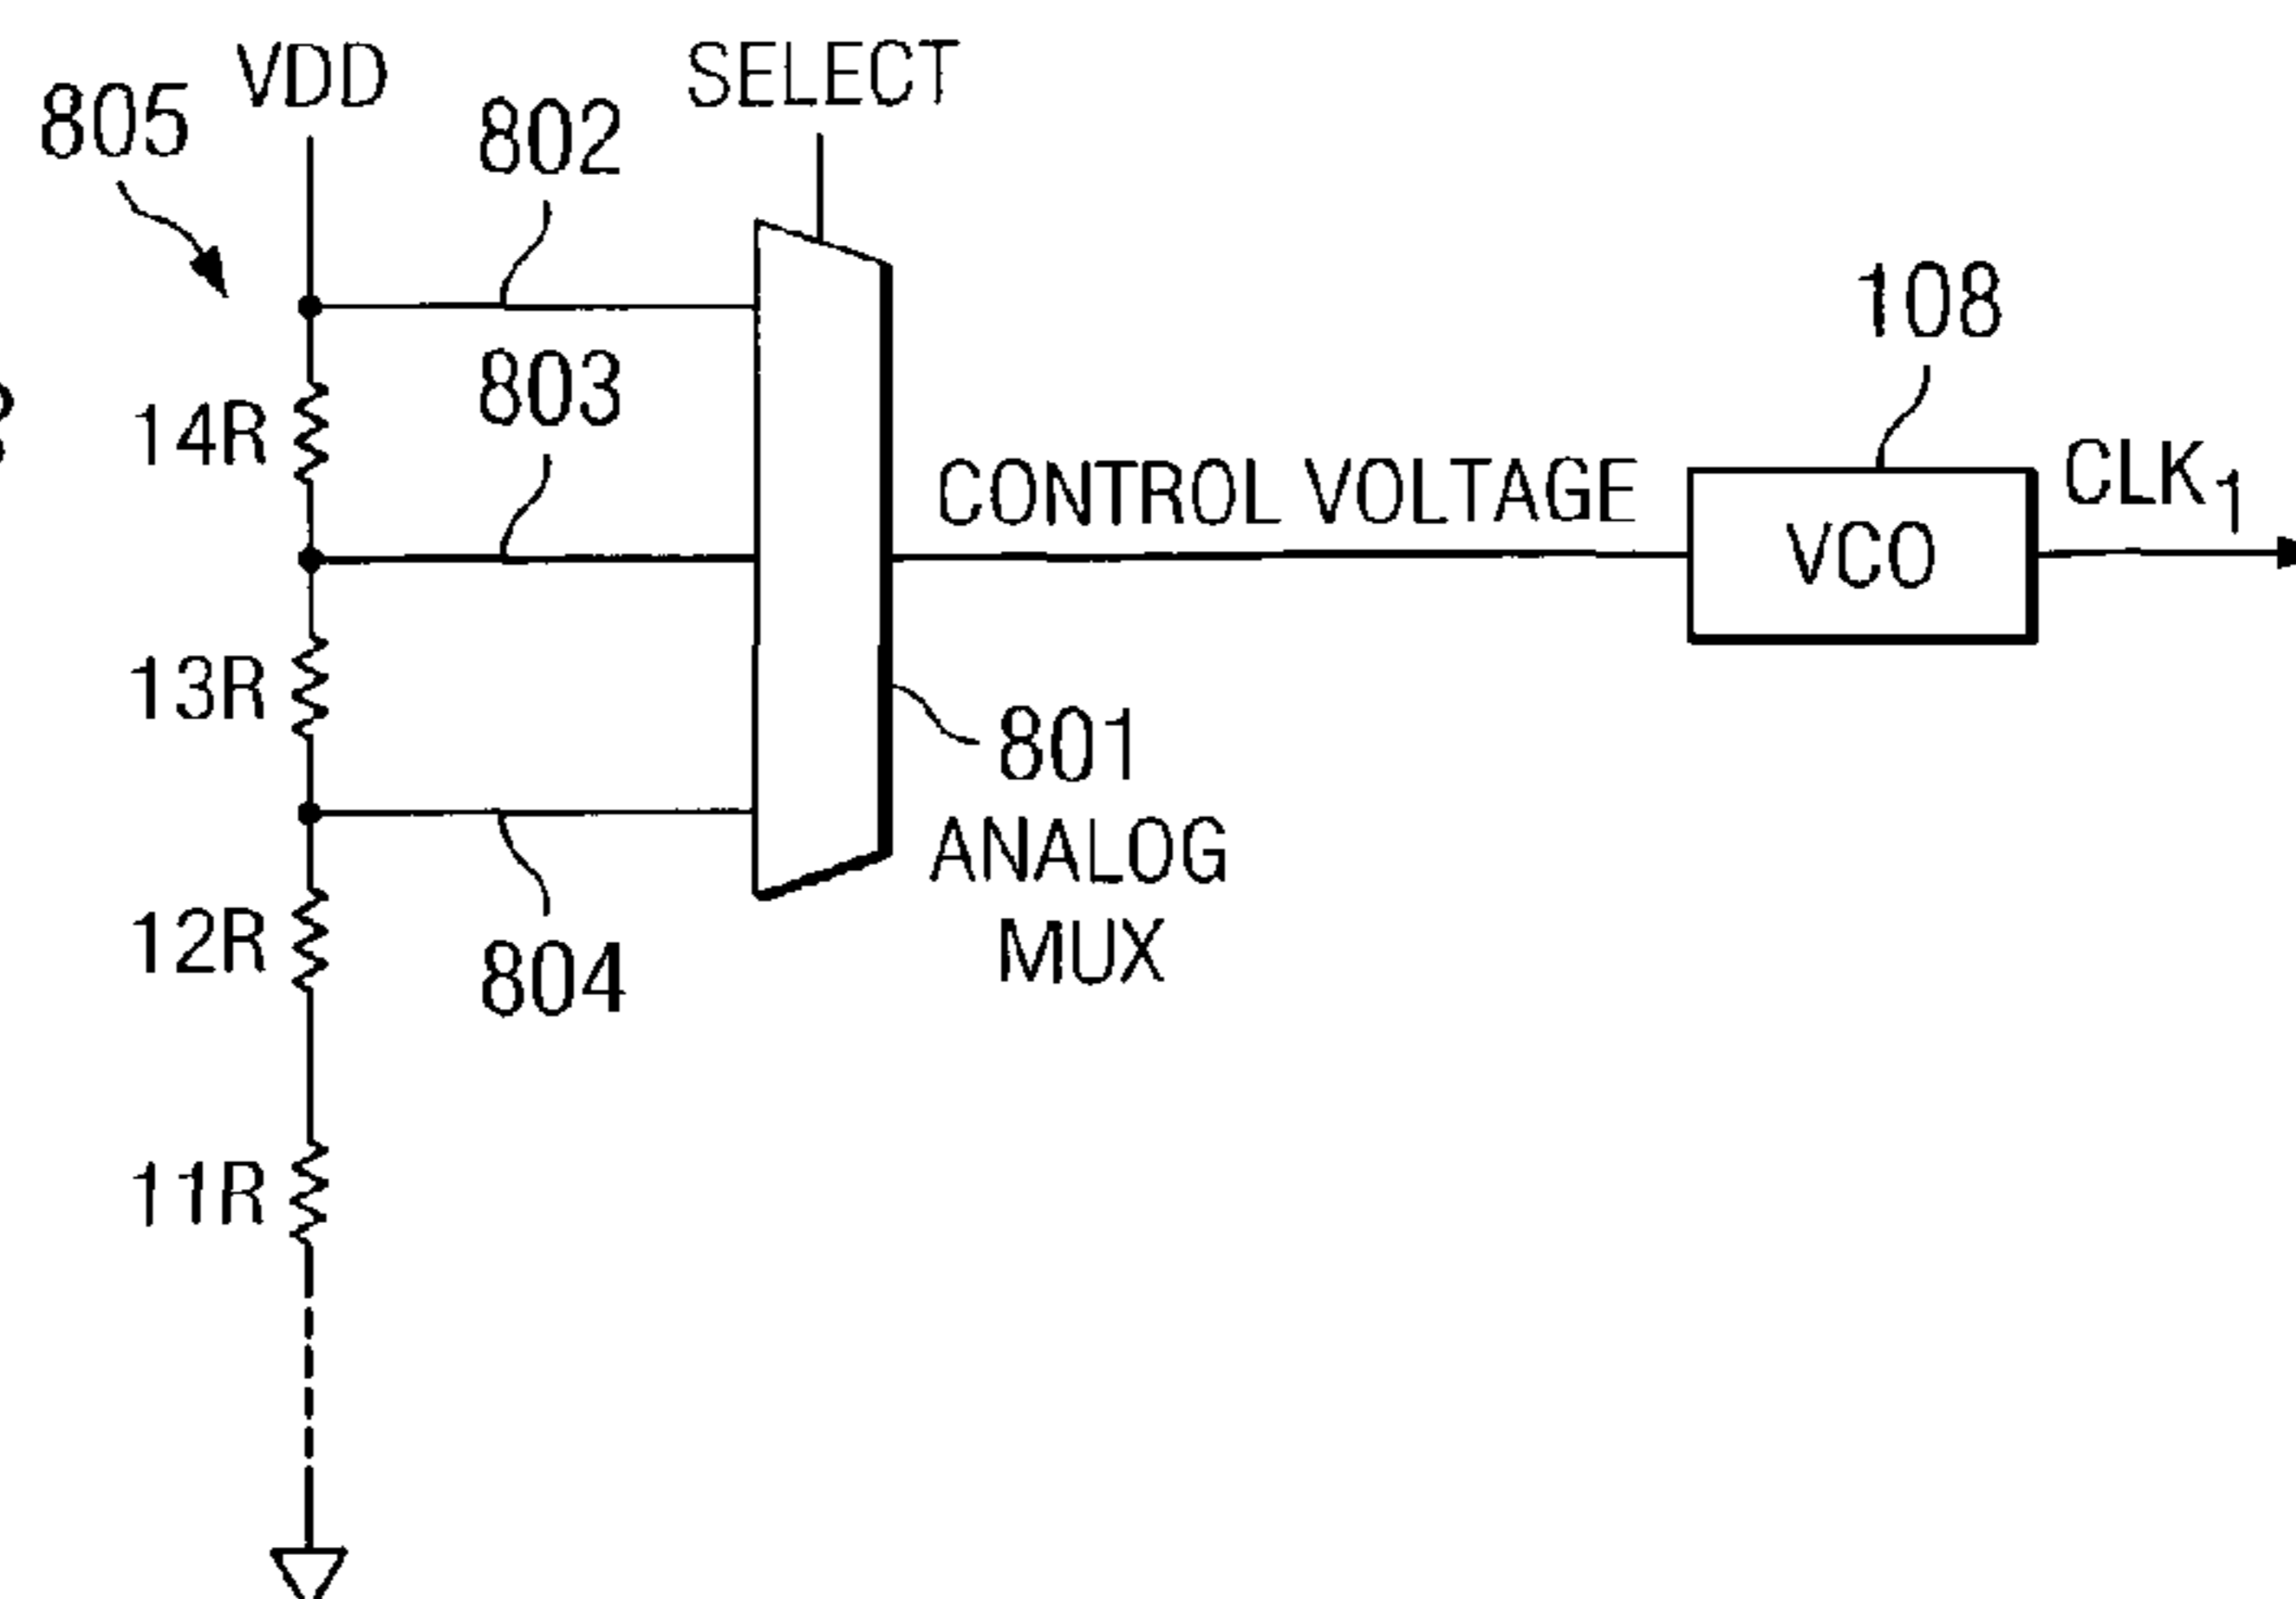 805
VDD
802
SELECT
803
14R
CONTROL VOLTAGE
108
VCO
CLK1
13R
801
ANALOG
MUX
12R
804
11R